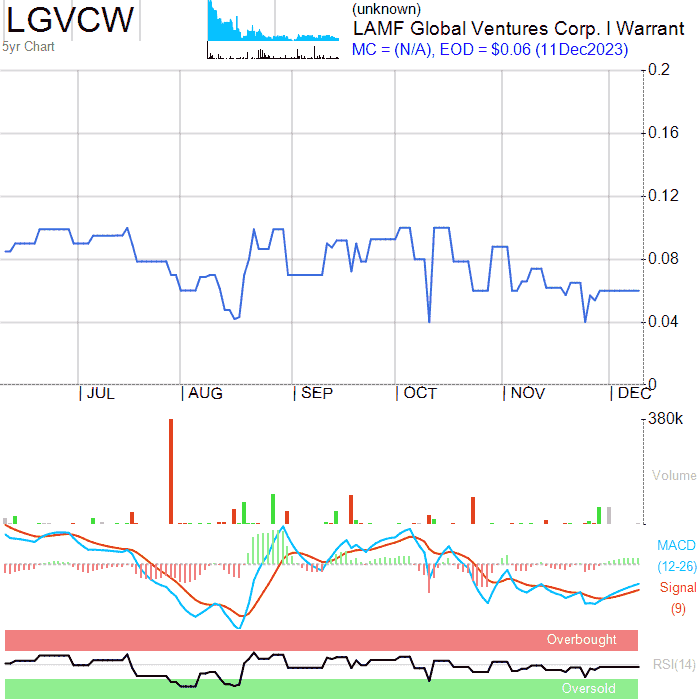 LGVCW
5yr Chart
(unknown)
LAMF Global Ventures Corp. I Warrant
MC = (N/A), EOD = $0.06 (11Dec2023)
0.2
0.16
0.12
0.08
0.04
0
JUL AUG SEP OCT NOV DEC
380k
Volume
MACD
(12-26)
Signal
(9)
Overbought
RSI(14)
Oversold